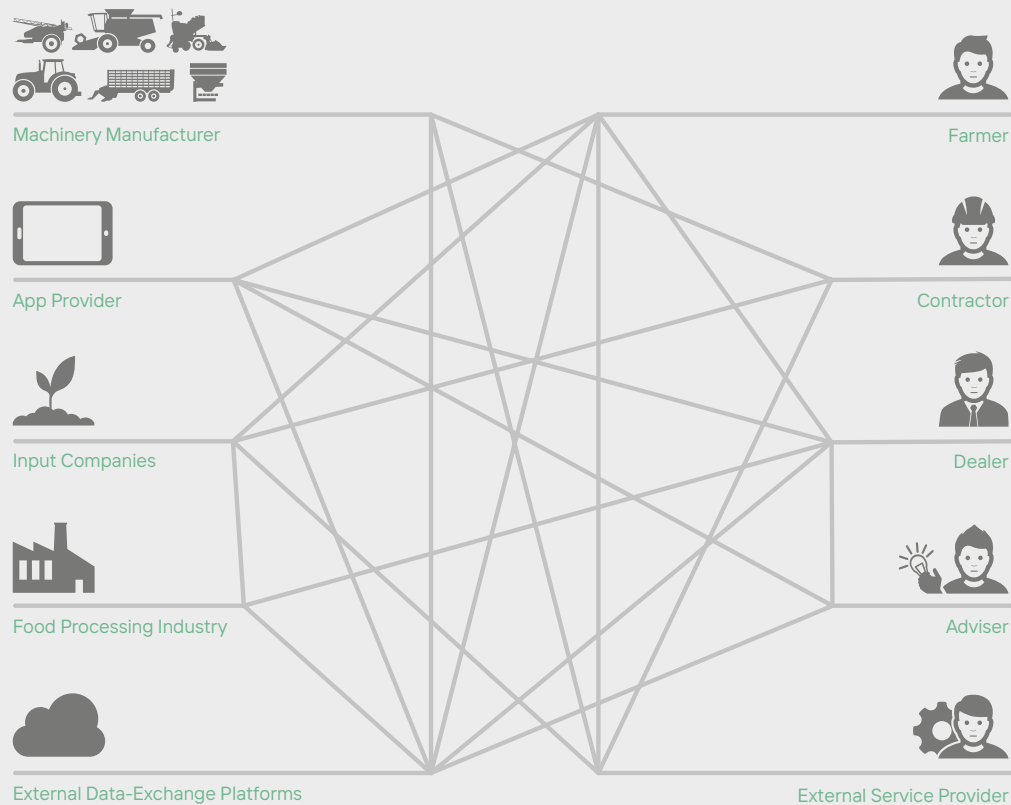 Machinery Manufacturer
Farmer
App Provider
Contractor
Input Companies
Dealer
Food Processing Industry
Adviser
External Data-Exchange Platforms
External Service Provider